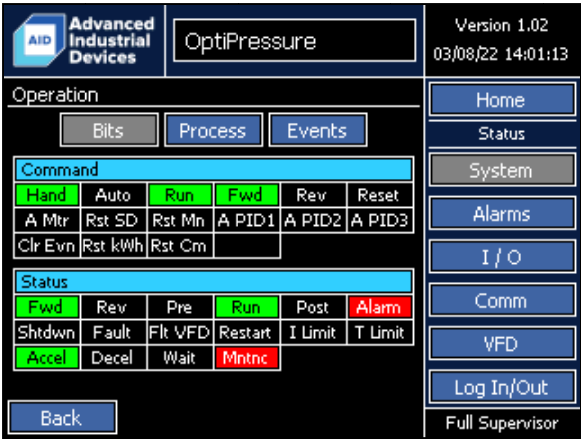 AID
Advanced
Industrial
Devices
OptiPressure
Version 1.02
03/08/22 14:01:13
Operation
Bits Process Events
Command
Hand Auto Run Fwd Rev Reset
A Mtr Rst SD Rst Mn A PID1 A PID2 A PID3
Clr Evn Rst kWh Rst Cm
Status
Fwd Rev Pre Run Post Alarm
Shtdwn Fault Flt VFD Restart I Limit T Limit
Accel Decel Wait Mntnc
Back
Home
Status
System
Alarms
I / O
Comm
VFD
Log In/Out
Full Supervisor